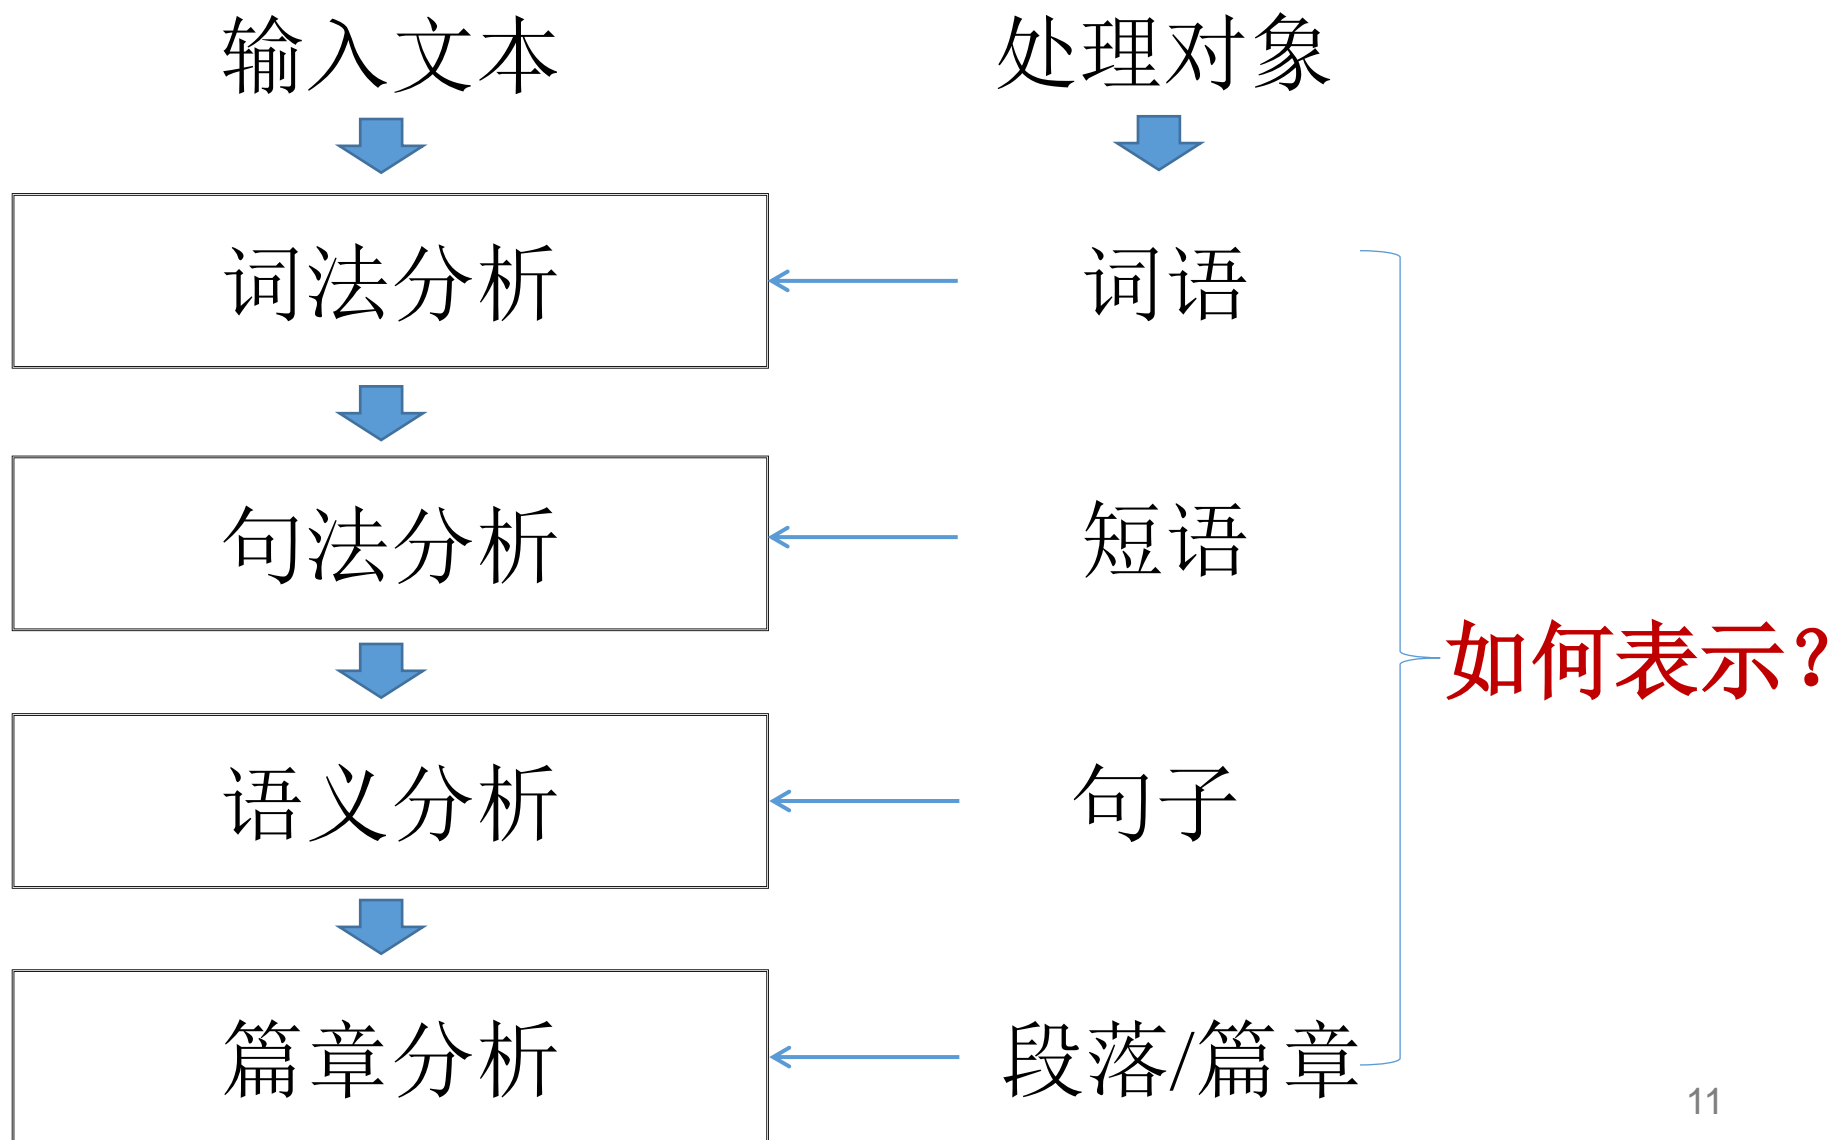 输入文本
处理对象
词法分析
词语
句法分析
短语
如何表示？
语义分析
句子
篇章分析
段落/篇章
11